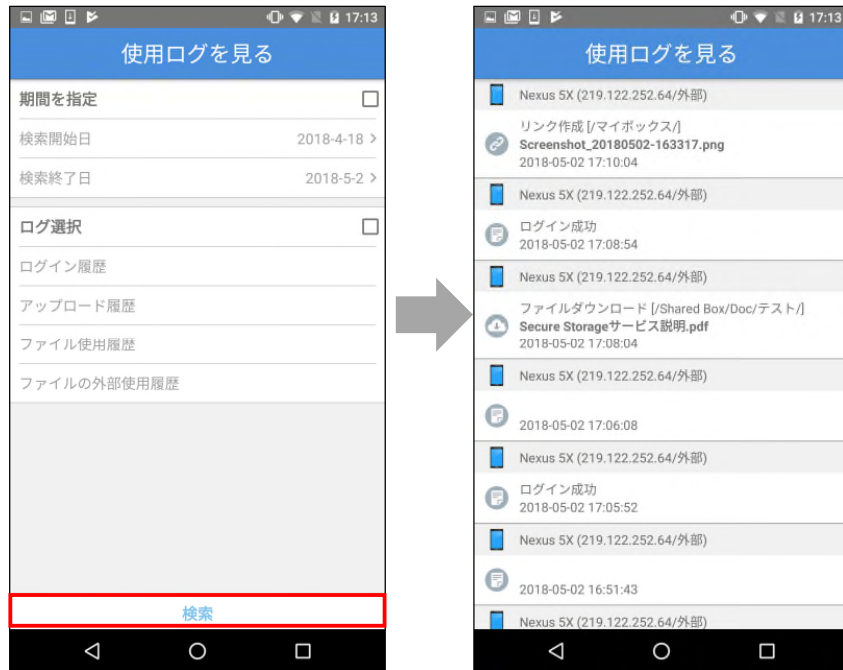 17:13
使用ログを見る
期間を指定
検索開始日 2018-4-18 >
検索終了日 2018-5-2 >
ログ選択
ログイン履歴
アップロード履歴
ファイル使用履歴
ファイルの外部使用履歴
検索
17:13
使用ログを見る
Nexus 5X (219.122.252.64/外部)
リンク作成 [/マイボックス/]
Screenshot_20180502-163317.png
2018-05-02 17:10:04
Nexus 5X (219.122.252.64/外部)
ログイン成功
2018-05-02 17:08:54
Nexus 5X (219.122.252.64/外部)
ファイルダウンロード [/Shared Box/Doc/テスト/]
Secure Storageサービス説明.pdf
2018-05-02 17:08:04
Nexus 5X (219.122.252.64/外部)
2018-05-02 17:06:08
Nexus 5X (219.122.252.64/外部)
ログイン成功
2018-05-02 17:05:52
Nexus 5X (219.122.252.64/外部)
2018-05-02 16:51:43
Nexus 5X (219.122.252.64/外部)